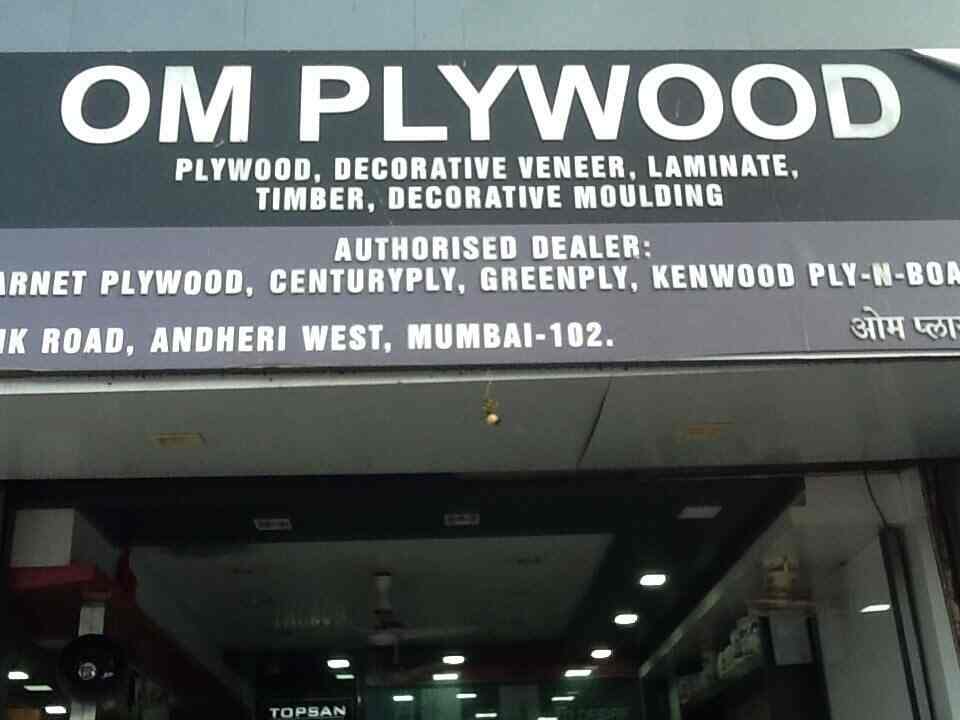 OM PLYWOOD
PLYWOOD, DECORATIVE VENEER, LAMINATE,
TIMBER, DECORATIVE MOULDING
AUTHORISED DEALER:
ARNET PLYWOOD, CENTURYPLY, GREENPLY, KENWOOD PLY-N-BOA
ROAD, ANDHERI WEST, MUMBAI-102.
ओम प्ला
TOPSAN